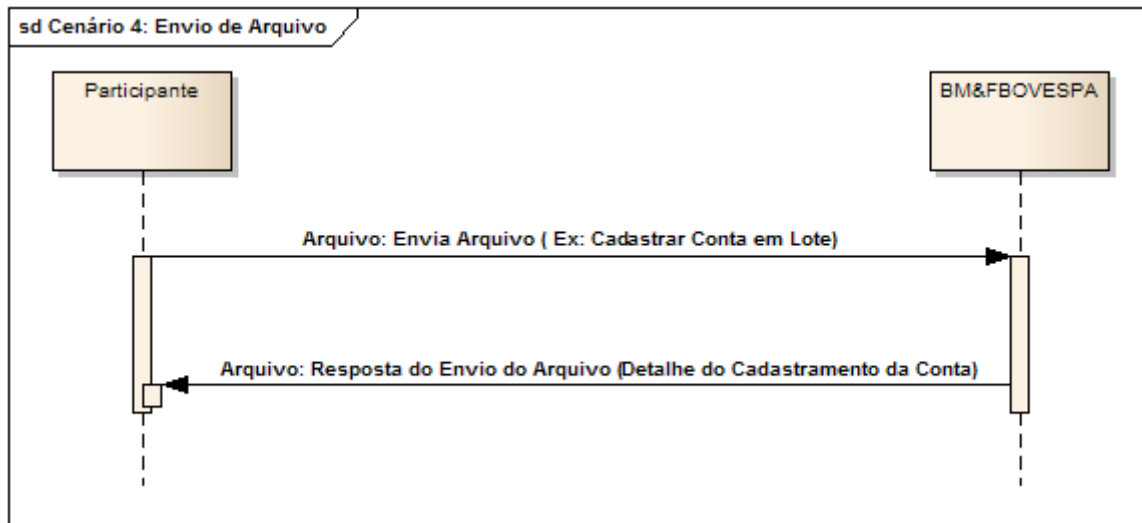 sd Cenário 4: Envio de Arquivo
Participante
BM&FBOVESPA
Arquivo: Envia Arquivo ( Ex: Cadastrar Conta em Lote)
Arquivo: Resposta do Envio do Arquivo (Detalhe do Cadastramento da Conta)